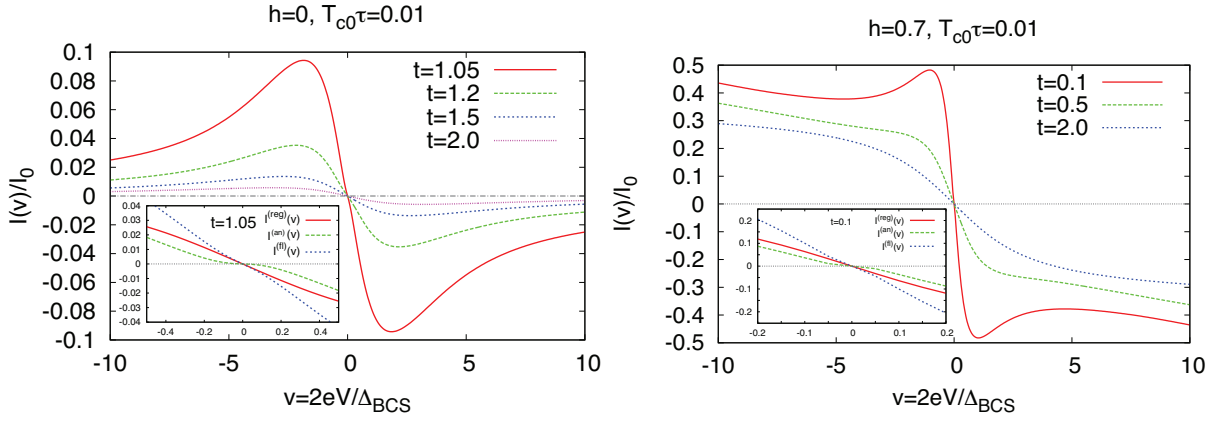 h=0, T_c0τ=0.01
I(v)/I_0
0.1
0.08
0.06
0.04
0.02
0
-0.02
-0.04
-0.06
-0.08
-0.1
t=1.05
t=1.2
t=1.5
t=2.0
0.04
0.03
0.02
0.01
0
-0.01
-0.02
-0.03
-0.04
t=1.05
I^(reg)(v)
I^(an)(v)
I^(fl)(v)
-0.4 -0.2 0 0.2 0.4
-10 -5 0 5 10
v=2eV/Δ_BCS
h=0.7, T_c0τ=0.01
I(v)/I_0
0.5
0.4
0.3
0.2
0.1
0
-0.1
-0.2
-0.3
-0.4
-0.5
t=0.1
t=0.5
t=2.0
0.2
0.1
0
-0.1
-0.2
t=0.1
I^(reg)(v)
I^(an)(v)
I^(fl)(v)
-0.2 -0.1 0 0.1 0.2
-10 -5 0 5 10
v=2eV/Δ_BCS